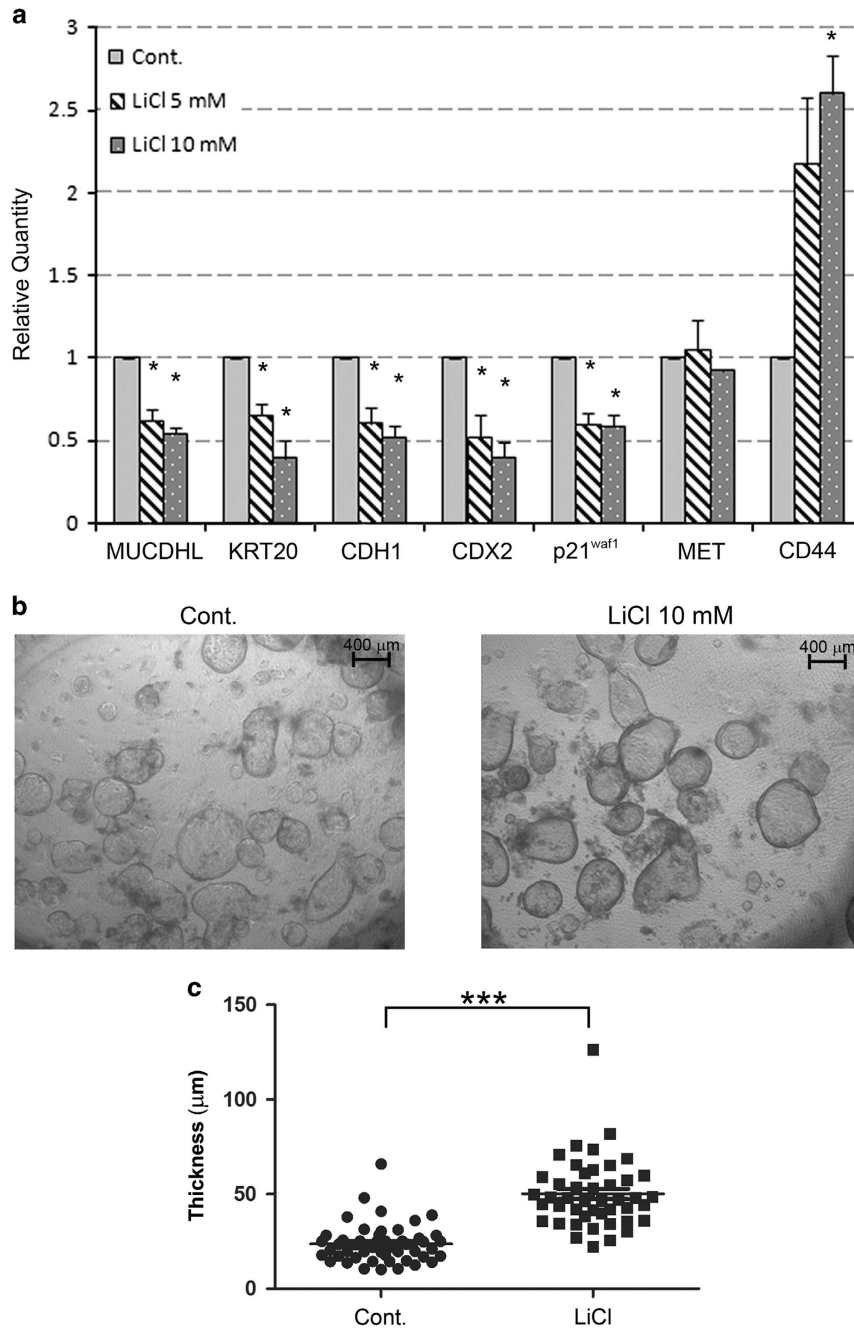 a
3
2.5
2
1.5
1
0.5
0
Relative Quantity
Cont.
LiCl 5 mM
LiCl 10 mM
* * * * * * * * * * *
MUCDHL KRT20 CDH1 CDX2 p21waf1 MET CD44
b
Cont. LiCl 10 mM
400 µm 400 µm
c
***
150
100
50
0
Thickness (µm)
Cont. LiCl